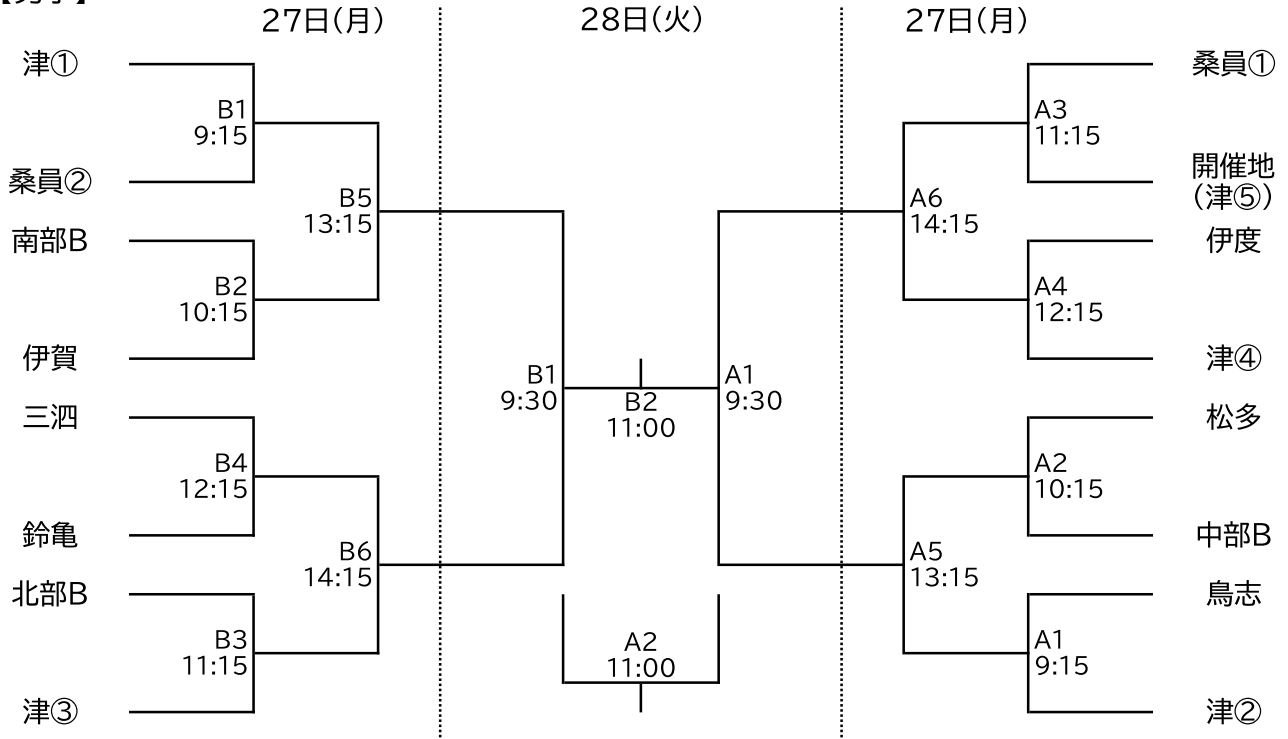 27日(月)
28日(火)
27日(月)
津①
B1
9:15
桑員②
B5
13:15
南部B
B2
10:15
伊賀
B1
9:30
三泗
B4
12:15
鈴亀
B6
14:15
北部B
B3
11:15
津③
B2
11:00
A2
11:00
桑員①
A3
11:15
開催地
(津⑤)
A6
14:15
伊度
A4
12:15
津④
A1
9:30
松多
A2
10:15
中部B
A5
13:15
鳥志
A1
9:15
津②